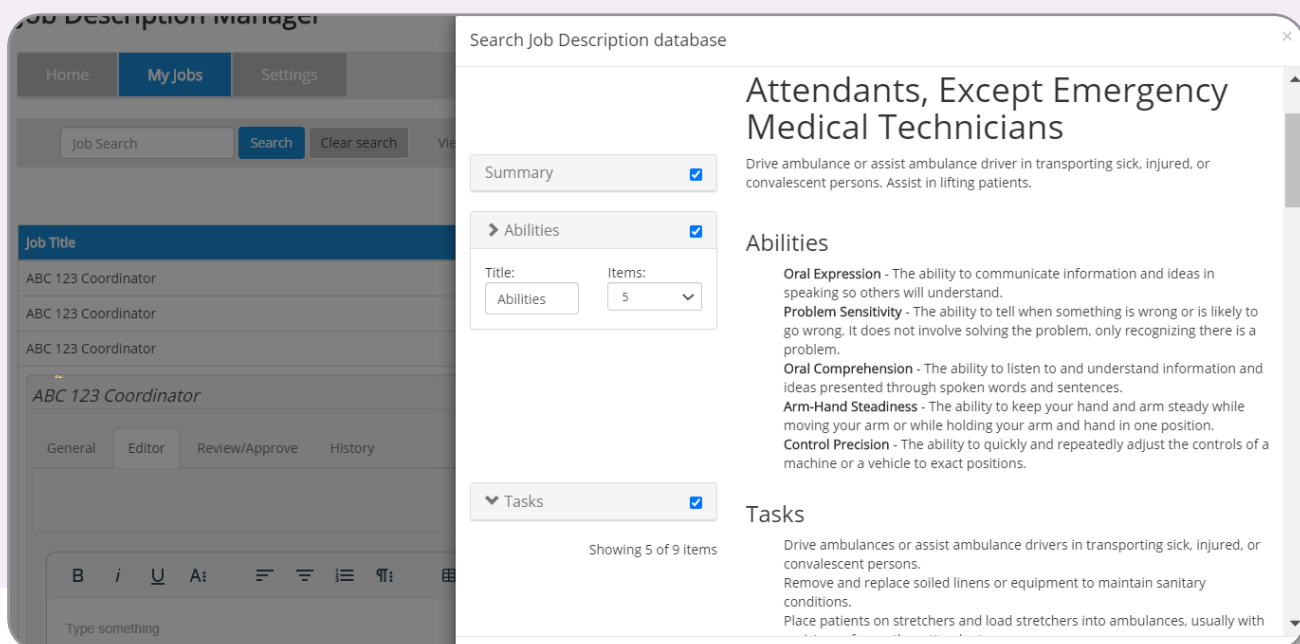 Job Description Manager
Home
My Jobs
Settings
Job Search
Search
Clear search
Job Title
ABC 123 Coordinator
ABC 123 Coordinator
ABC 123 Coordinator
ABC 123 Coordinator
General
Editor
Review/Approve
History
B i U A
Type something
Search Job Description database
×
Summary
Abilities
Title:
Items:
Abilities
5
Tasks
Showing 5 of 9 items
Attendants, Except Emergency
Medical Technicians
Drive ambulance or assist ambulance driver in transporting sick, injured, or
convalescent persons. Assist in lifting patients.
Abilities
Oral Expression - The ability to communicate information and ideas in
speaking so others will understand.
Problem Sensitivity - The ability to tell when something is wrong or is likely to
go wrong. It does not involve solving the problem, only recognizing there is a
problem.
Oral Comprehension - The ability to listen to and understand information and
ideas presented through spoken words and sentences.
Arm-Hand Steadiness - The ability to keep your hand and arm steady while
moving your arm or while holding your arm and hand in one position.
Control Precision - The ability to quickly and repeatedly adjust the controls of a
machine or a vehicle to exact positions.
Tasks
Drive ambulances or assist ambulance drivers in transporting sick, injured, or
convalescent persons.
Remove and replace soiled linens or equipment to maintain sanitary
conditions.
Place patients on stretchers and load stretchers into ambulances, usually with